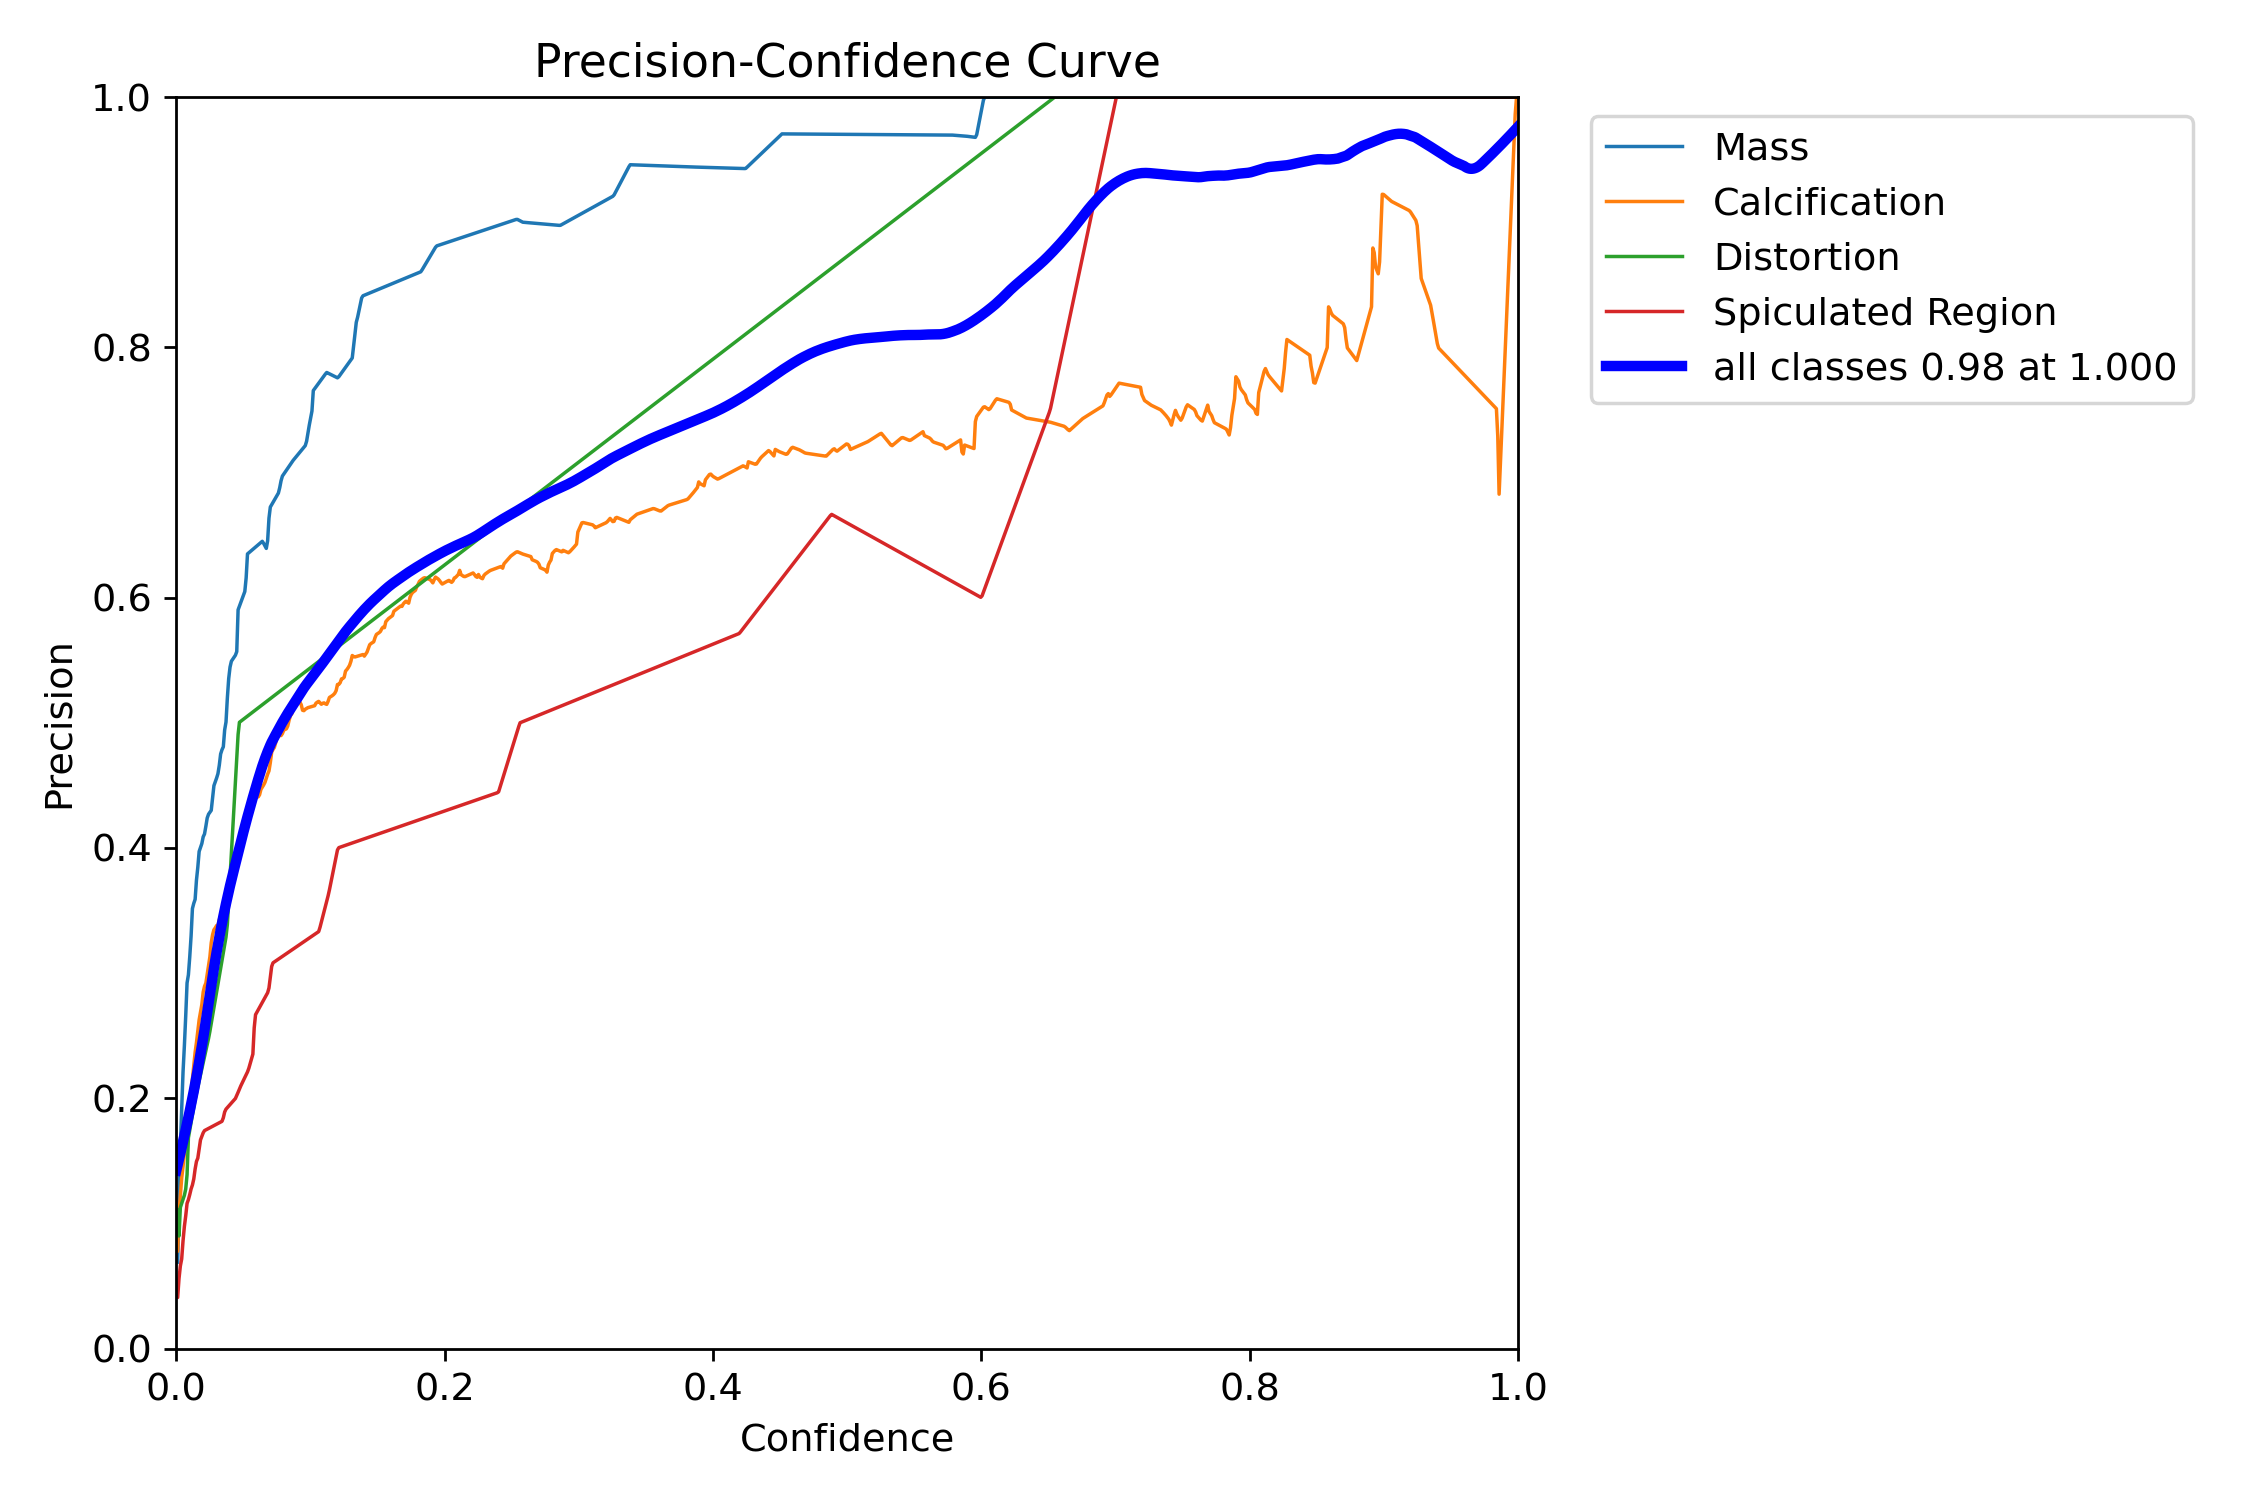 Precision-Confidence Curve
1.0
0.8
0.6
0.4
0.2
0.0
Precision
0.0 0.2 0.4 0.6 0.8 1.0
Confidence
Mass
Calcification
Distortion
Spiculated Region
all classes 0.98 at 1.000